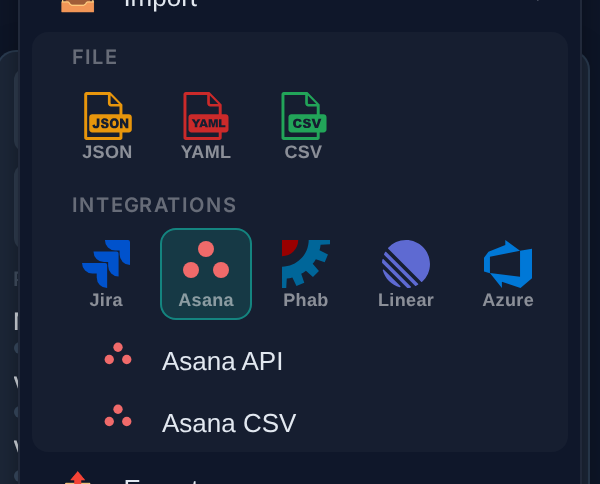 Import
FILE
JSON YAML CSV
JSON YAML CSV
INTEGRATIONS
Jira Asana Phab Linear Azure
Asana API
Asana CSV